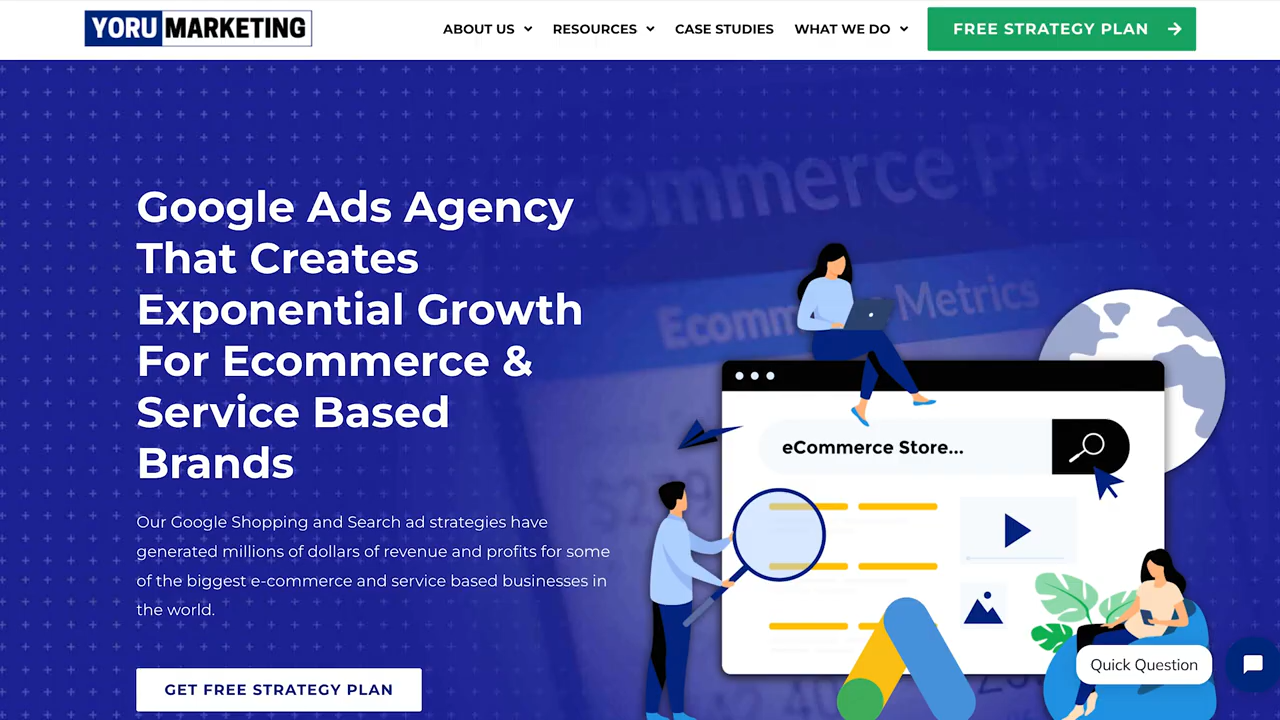 YORU MARKETING
ABOUT US
RESOURCES
CASE STUDIES
WHAT WE DO
FREE STRATEGY PLAN
Google Ads Agency
That Creates
Exponential Growth
For Ecommerce &
Service Based
Brands
Our Google Shopping and Search ad strategies have
generated millions of dollars of revenue and profits for some
of the biggest e-commerce and service based businesses in
the world.
GET FREE STRATEGY PLAN
Metrics
eCommerce Store...
Quick Question